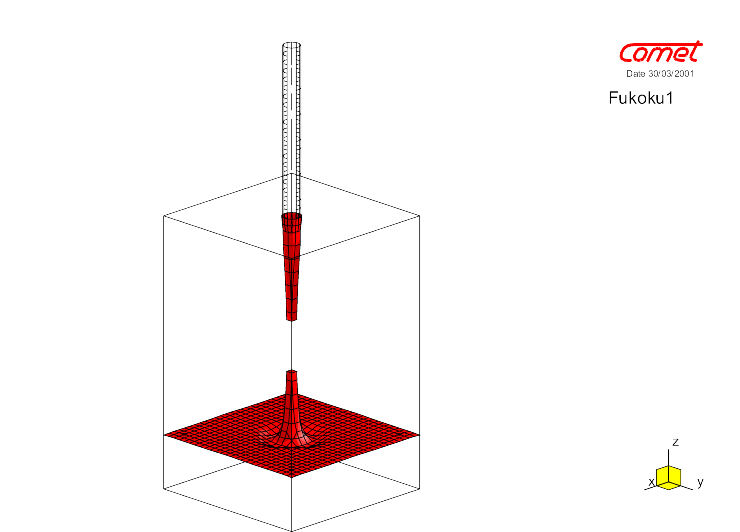 Comet
Date 30/03/2001
Fukoku1
z
x y